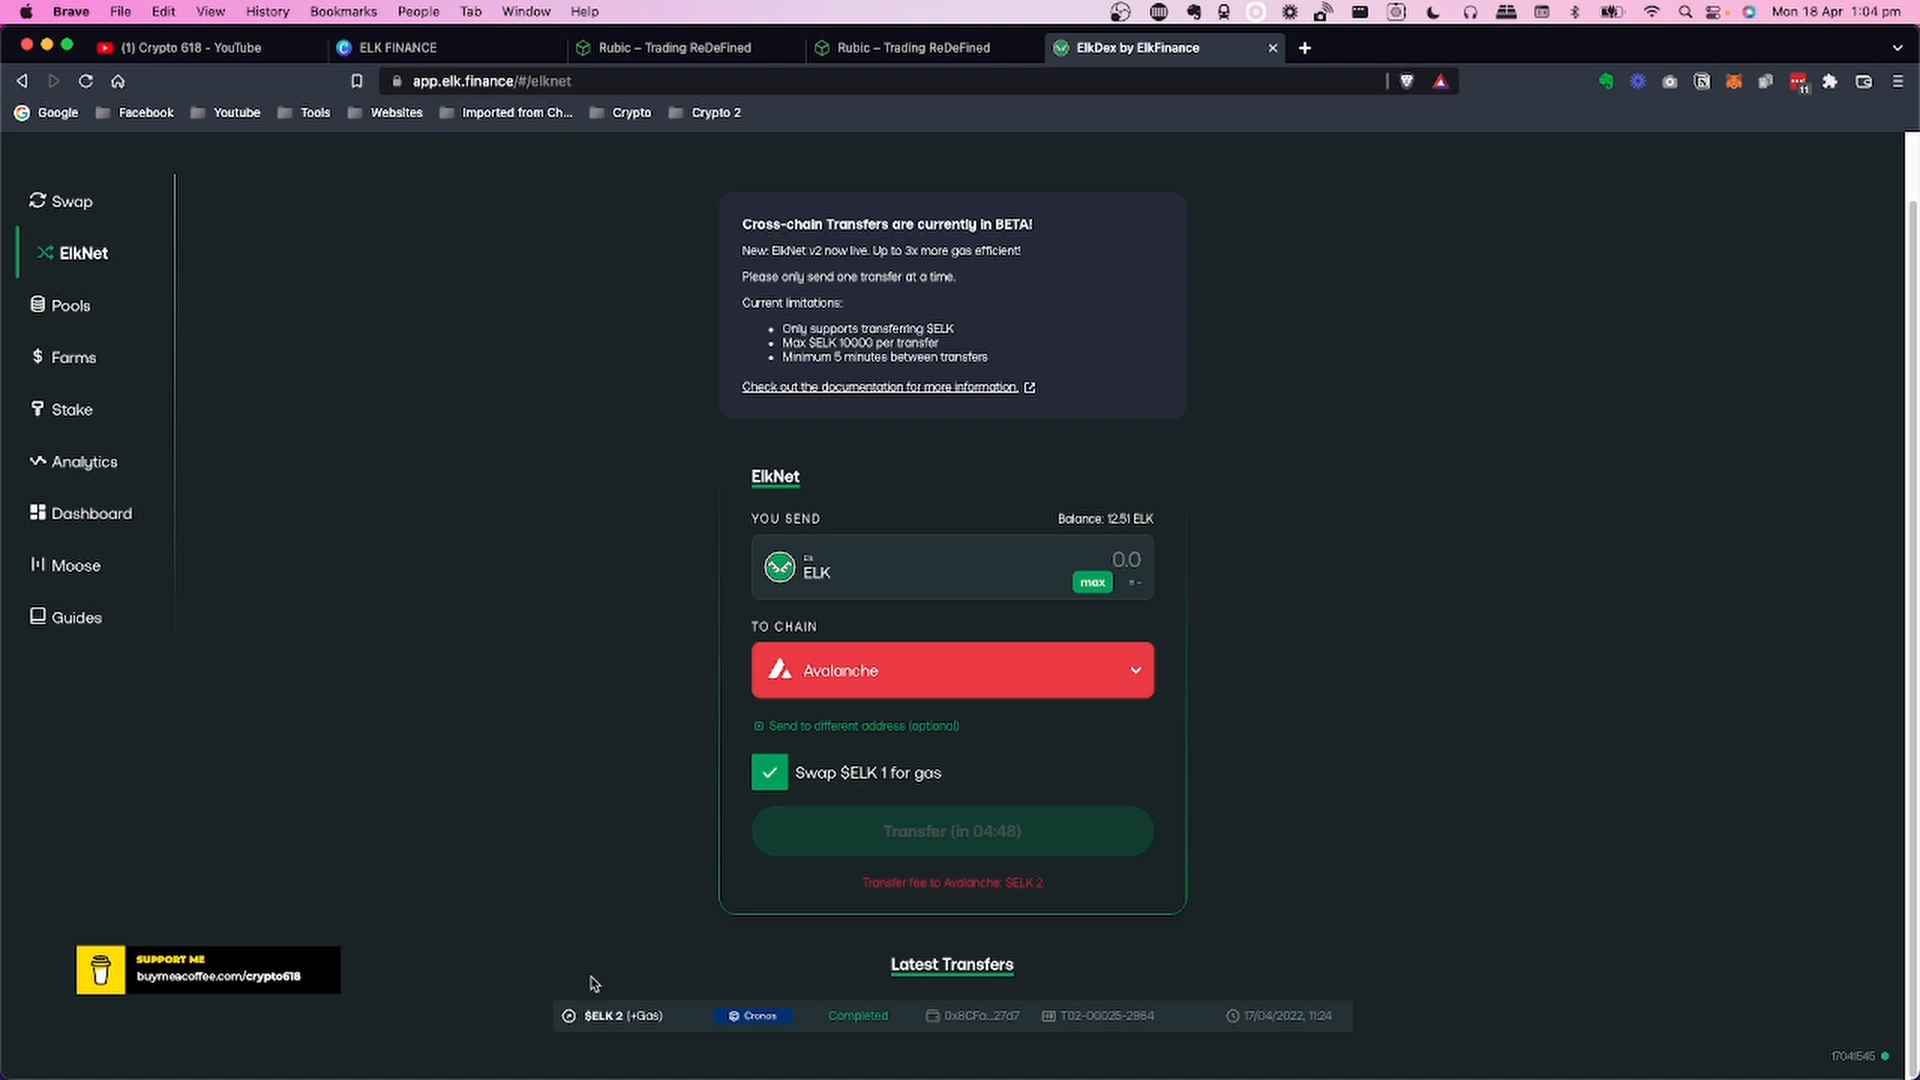 Brave File Edit View History Bookmarks People Tab Window Help Mon 18 Apr 1:04 pm
(1) Crypto 618 - YouTube ELK FINANCE Rubic – Trading ReDeFined Rubic – Trading ReDeFined ElkDex by ElkFinance
app.elk.finance/#/elknet 11
Google Facebook Youtube Tools Websites Imported from Ch... Crypto Crypto 2
Swap
ElkNet
Pools
Farms
Stake
Analytics
Dashboard
Moose
Guides
Cross-chain Transfers are currently in BETA!
New: ElkNet v2 now live. Up to 3x more gas efficient!
Please only send one transfer at a time.
Current limitations:
• Only supports transferring $ELK
• Max $ELK 10000 per transfer
• Minimum 5 minutes between transfers
Check out the documentation for more information.
ElkNet
YOU SEND Balance: 12.51 ELK
Elk 0.0
ELK max = -
TO CHAIN
Avalanche
Send to different address (optional)
Swap $ELK 1 for gas
Transfer (in 04:48)
Transfer fee to Avalanche: $ELK 2
SUPPORT ME
buymeacoffee.com/crypto618
Latest Transfers
$ELK 2 (+Gas) Cronos Completed 0x8CFa...27d7 T02-00025-2964 17/04/2022, 11:24
17041545